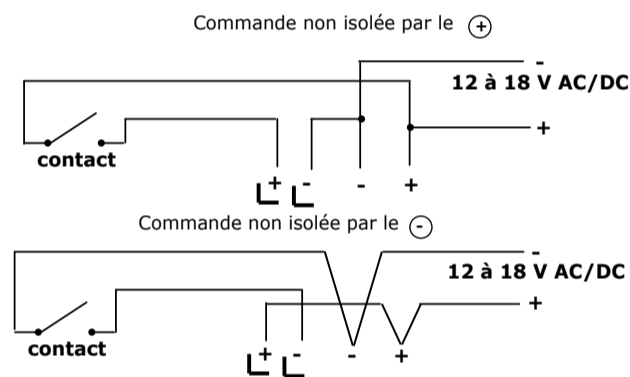 Commande non isolée par le +
-
12 à 18 V AC/DC
+
contact
+ - - +
Commande non isolée par le -
-
12 à 18 V AC/DC
+
contact
+ - - +